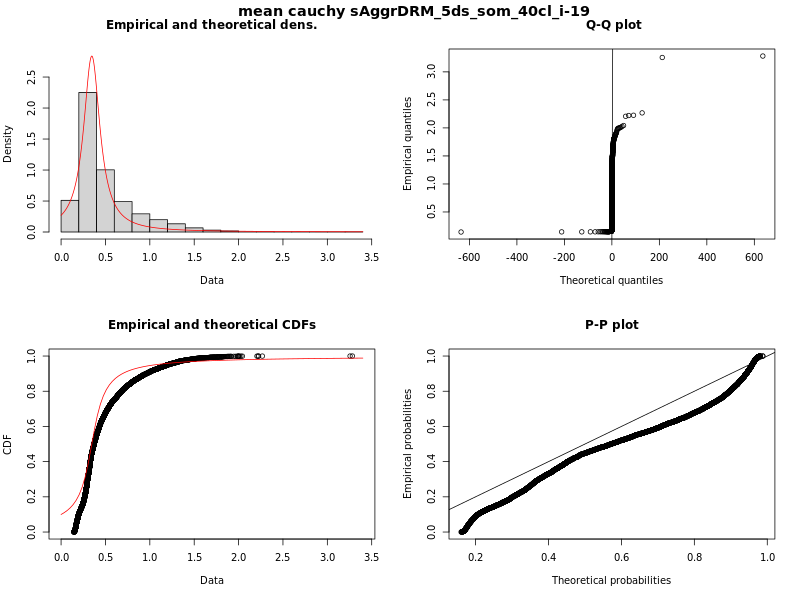 mean cauchy sAggrDRM_5ds_som_40cl_i-19
Empirical and theoretical dens.
Density
0.0 0.5 1.0 1.5 2.0 2.5
0.0 0.5 1.0 1.5 2.0 2.5 3.0 3.5
Data
Q-Q plot
Empirical quantiles
0.5 1.0 1.5 2.0 2.5 3.0
-600 -400 -200 0 200 400 600
Theoretical quantiles
Empirical and theoretical CDFs
CDF
0.0 0.2 0.4 0.6 0.8 1.0
0.0 0.5 1.0 1.5 2.0 2.5 3.0 3.5
Data
P-P plot
Empirical probabilities
0.0 0.2 0.4 0.6 0.8 1.0
0.2 0.4 0.6 0.8 1.0
Theoretical probabilities